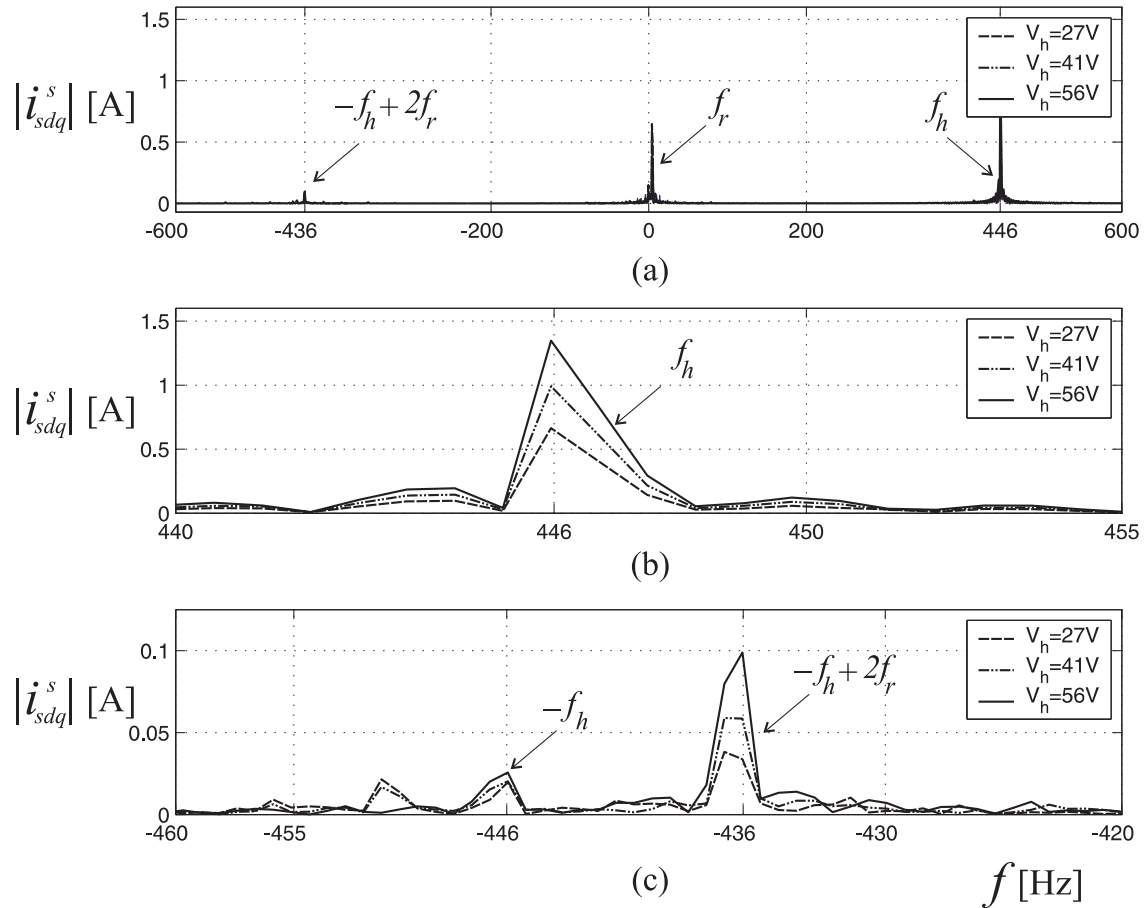 1.5
1
0.5
0
|i^s_sdq| [A]
−f_h + 2f_r
f_r
f_h
V_h=27V
V_h=41V
V_h=56V
-600
-436
-200
0
200
446
600
(a)
1.5
1
0.5
0
|i^s_sdq| [A]
f_h
V_h=27V
V_h=41V
V_h=56V
440
446
450
455
(b)
0.1
0.05
0
|i^s_sdq| [A]
−f_h
−f_h + 2f_r
V_h=27V
V_h=41V
V_h=56V
-460
-455
-446
-436
-430
-420
(c)
f [Hz]